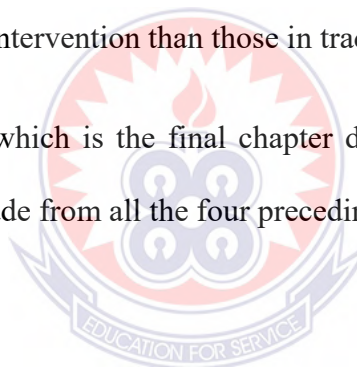 ntervention than those in trad
which is the final chapter d
de from all the four precedin
EDUCATION FOR SERVICE